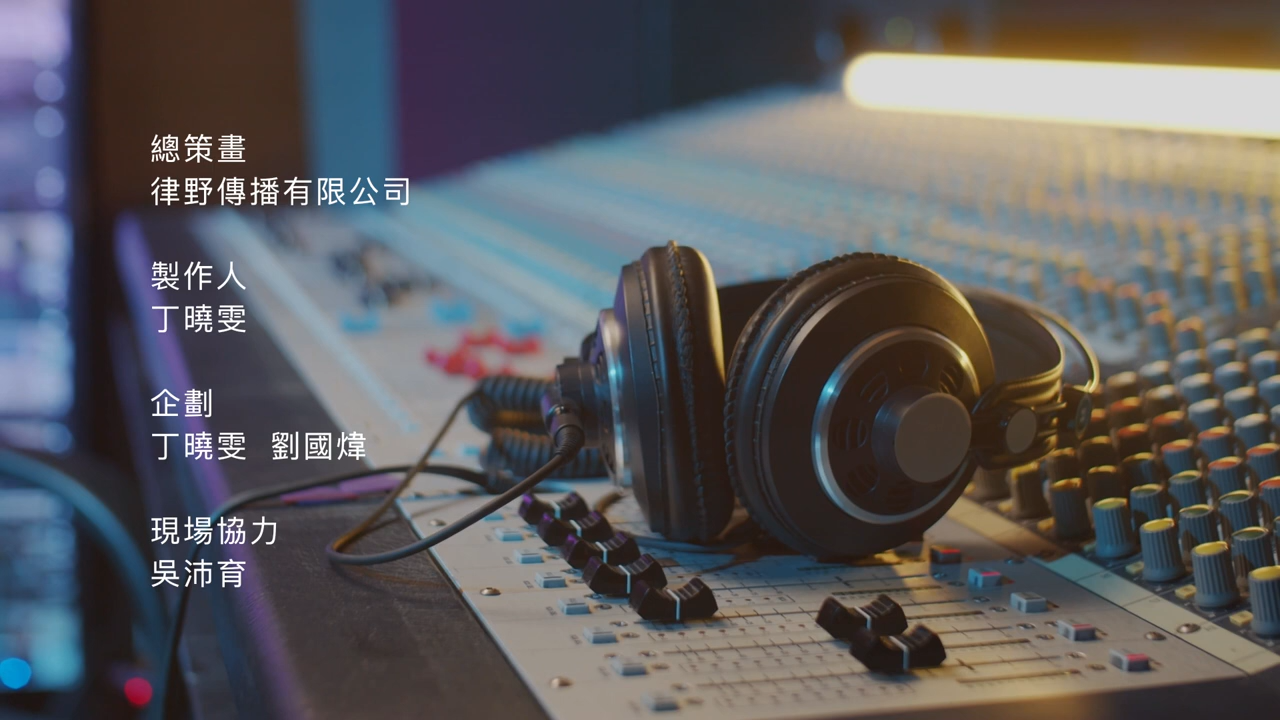 總策畫
律野傳播有限公司
製作人
丁曉雯
企劃
丁曉雯 劉國煒
現場協力
吳沛育